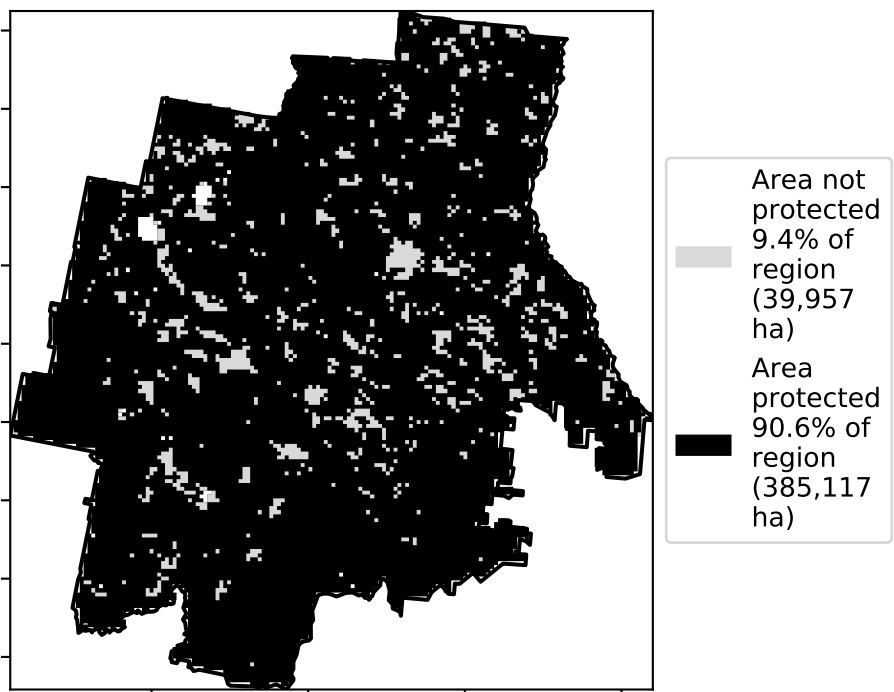 Area not
protected
9.4% of
region
(39,957
ha)
Area
protected
90.6% of
region
(385,117
ha)